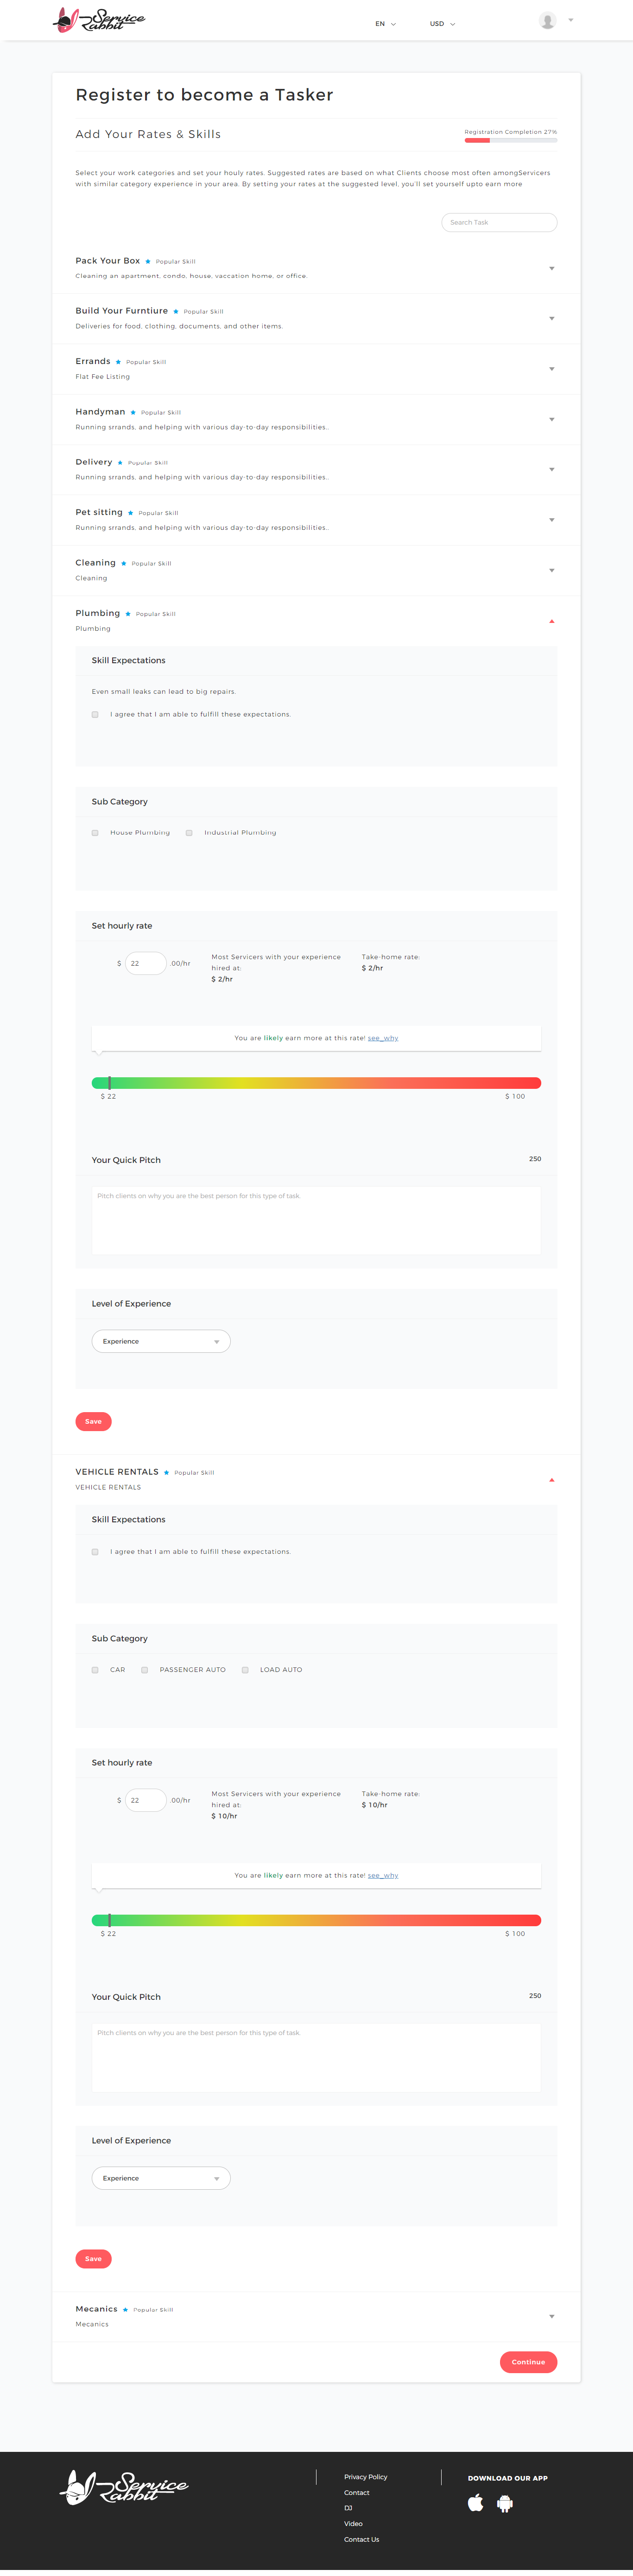 Service Rabbit
EN
USD
Register to become a Tasker
Add Your Rates & Skills
Registration Completion 27%
Select your work categories and set your houly rates. Suggested rates are based on what Clients choose most often amongServicers
with similar category experience in your area. By setting your rates at the suggested level, you'll set yourself upto earn more
Search Task
Pack Your Box ★ Popular Skill
Cleaning an apartment, condo, house, vaccation home, or office.
Build Your Furntiure ★ Popular Skill
Deliveries for food, clothing, documents, and other items.
Errands ★ Popular Skill
Flat Fee Listing
Handyman ★ Popular Skill
Running srrands, and helping with various day-to-day responsibilities..
Delivery ★ Popular Skill
Running srrands, and helping with various day-to-day responsibilities..
Pet sitting ★ Popular Skill
Running srrands, and helping with various day-to-day responsibilities..
Cleaning ★ Popular Skill
Cleaning
Plumbing ★ Popular Skill
Plumbing
Skill Expectations
Even small leaks can lead to big repairs.
I agree that I am able to fulfill these expectations.
Sub Category
House Plumbing Industrial Plumbing
Set hourly rate
$ 22 .00/hr
Most Servicers with your experience
hired at:
$ 2/hr
Take-home rate:
$ 2/hr
You are likely earn more at this rate! see_why
$ 22 $ 100
Your Quick Pitch 250
Pitch clients on why you are the best person for this type of task.
Level of Experience
Experience
Save
VEHICLE RENTALS ★ Popular Skill
VEHICLE RENTALS
Skill Expectations
I agree that I am able to fulfill these expectations.
Sub Category
CAR PASSENGER AUTO LOAD AUTO
Set hourly rate
$ 22 .00/hr
Most Servicers with your experience
hired at:
$ 10/hr
Take-home rate:
$ 10/hr
You are likely earn more at this rate! see_why
$ 22 $ 100
Your Quick Pitch 250
Pitch clients on why you are the best person for this type of task.
Level of Experience
Experience
Save
Mecanics ★ Popular Skill
Mecanics
Continue
Service Rabbit
Privacy Policy
Contact
DJ
Video
Contact Us
DOWNLOAD OUR APP